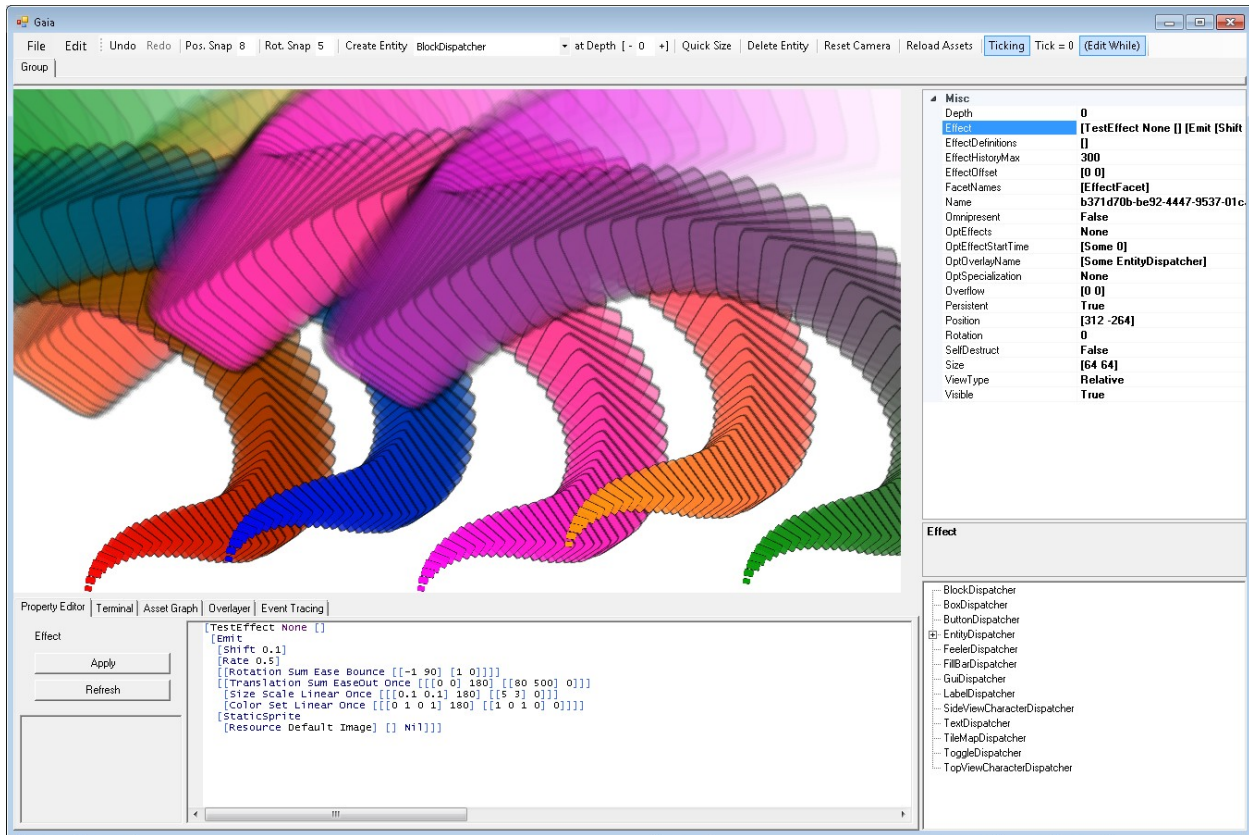 Gaia
File Edit Undo Redo Pos. Snap 8 Rot. Snap 5 Create Entity BlockDispatcher at Depth [ - 0 +] Quick Size Delete Entity Reset Camera Reload Assets Ticking Tick = 0 (Edit While)
Group
Misc
Depth 0
Effect [TestEffect None [] [Emit [Shift
EffectDefinitions []
EffectHistoryMax 300
EffectOffset [0 0]
FacetNames [EffectFacet]
Name b371d70b-be92-4447-9537-01c
Omnipresent False
OptEffects None
OptEffectStartTime [Some 0]
OptOverlayName [Some EntityDispatcher]
OptSpecialization None
Overflow [0 0]
Persistent True
Position [312 -264]
Rotation 0
SelfDestruct False
Size [64 64]
ViewType Relative
Visible True
Effect
Property Editor Terminal Asset Graph Overlayer Event Tracing
Effect
Apply
Refresh
[TestEffect None []
[Emit
[Shift 0.1]
[Rate 0.5]
[[Rotation Sum Ease Bounce [[-1 90] [1 0]]]]
[[Translation Sum EaseOut Once [[[0 0] 180] [[80 500] 0]]]
[Size Scale Linear Once [[[0.1 0.1] 180] [[5 3] 0]]]
[Color Set Linear Once [[[0 1 0 1] 180] [[1 0 1 0] 0]]]]
[StaticSprite
[Resource Default Image] [] Nil]]]
BlockDispatcher
BoxDispatcher
ButtonDispatcher
EntityDispatcher
FeelerDispatcher
FillBarDispatcher
GuiDispatcher
LabelDispatcher
SideViewCharacterDispatcher
TextDispatcher
TileMapDispatcher
ToggleDispatcher
TopViewCharacterDispatcher